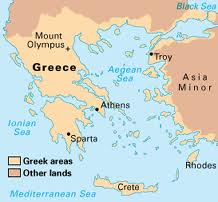 Black Sea
Mount
Olympus
Greece
Aegean
Sea
Troy
Asia
Minor
Ionian
Sea
Athens
Sparta
Greek areas
Other lands
Rhodes
Crete
Mediterranean Sea